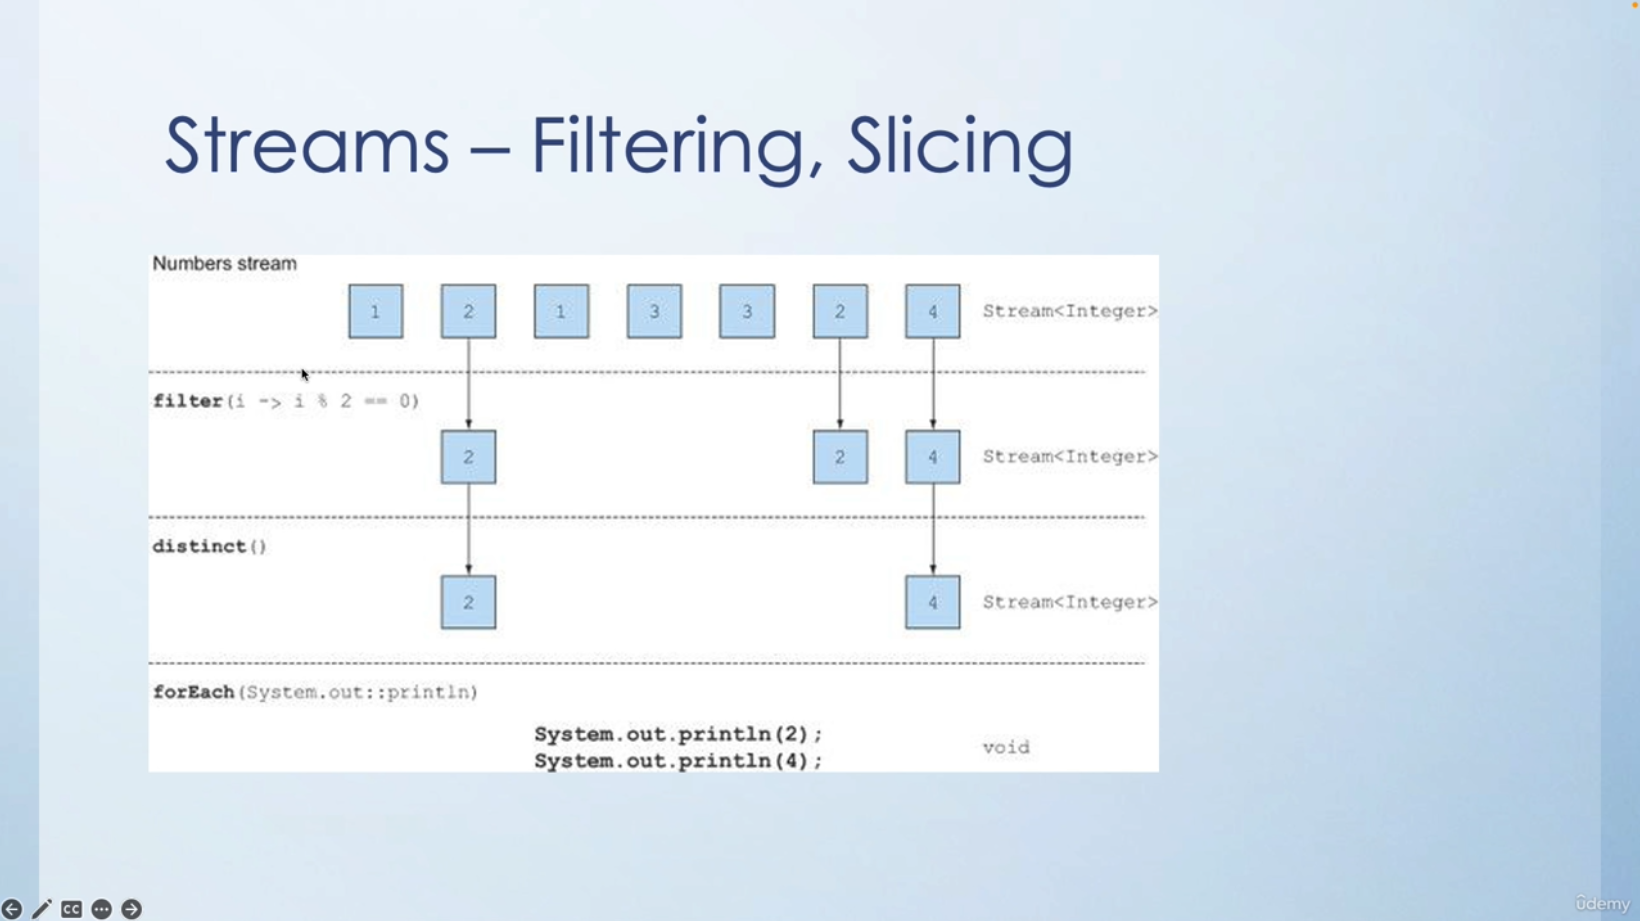 Streams – Filtering, Slicing
Numbers stream
1 2 1 3 3 2 4 Stream<Integer>
filter(i -> i % 2 == 0)
2 2 4 Stream<Integer>
distinct()
2 4 Stream<Integer>
forEach(System.out::println)
System.out.println(2);
System.out.println(4);
void
CC
ûdemy